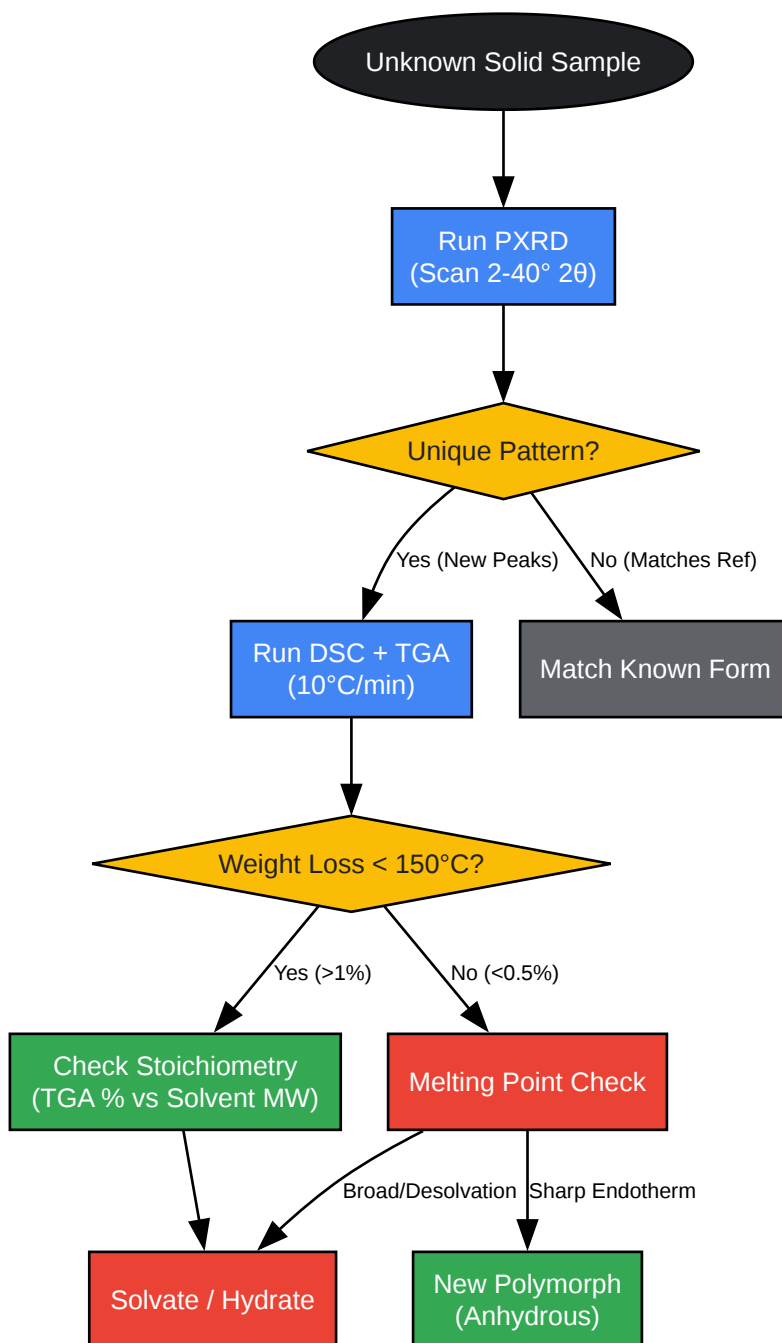 Unknown Solid Sample
Run PXRD
(Scan 2-40° 2θ)
Unique Pattern?
Yes (New Peaks)
No (Matches Ref)
Run DSC + TGA
(10°C/min)
Match Known Form
Weight Loss < 150°C?
Yes (>1%)
No (<0.5%)
Check Stoichiometry
(TGA % vs Solvent MW)
Melting Point Check
Broad/Desolvation
Sharp Endotherm
Solvate / Hydrate
New Polymorph
(Anhydrous)